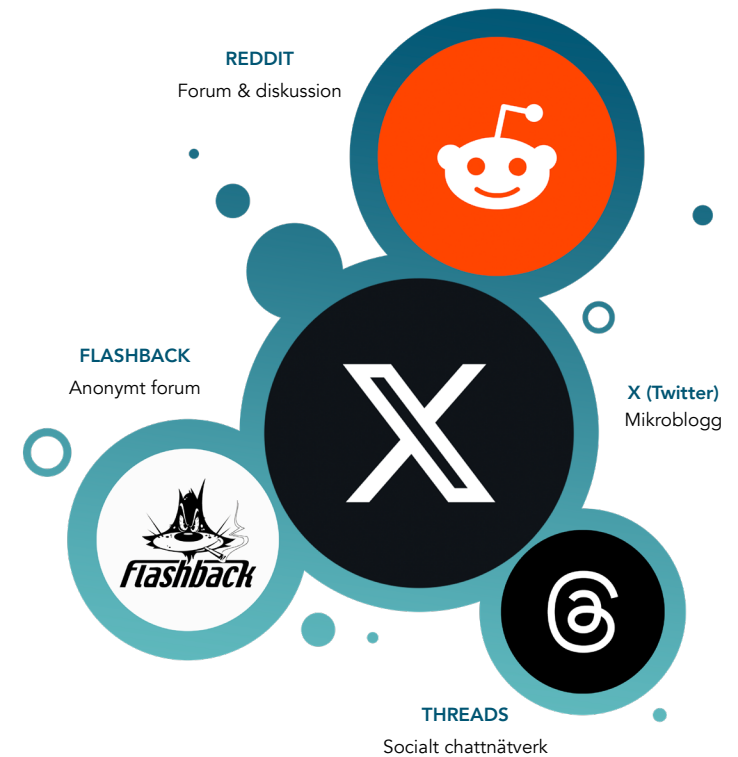 REDDIT
Forum & diskussion
FLASHBACK
Anonymt forum
X (Twitter)
Mikroblogg
flashback
THREADS
Socialt chattnätverk